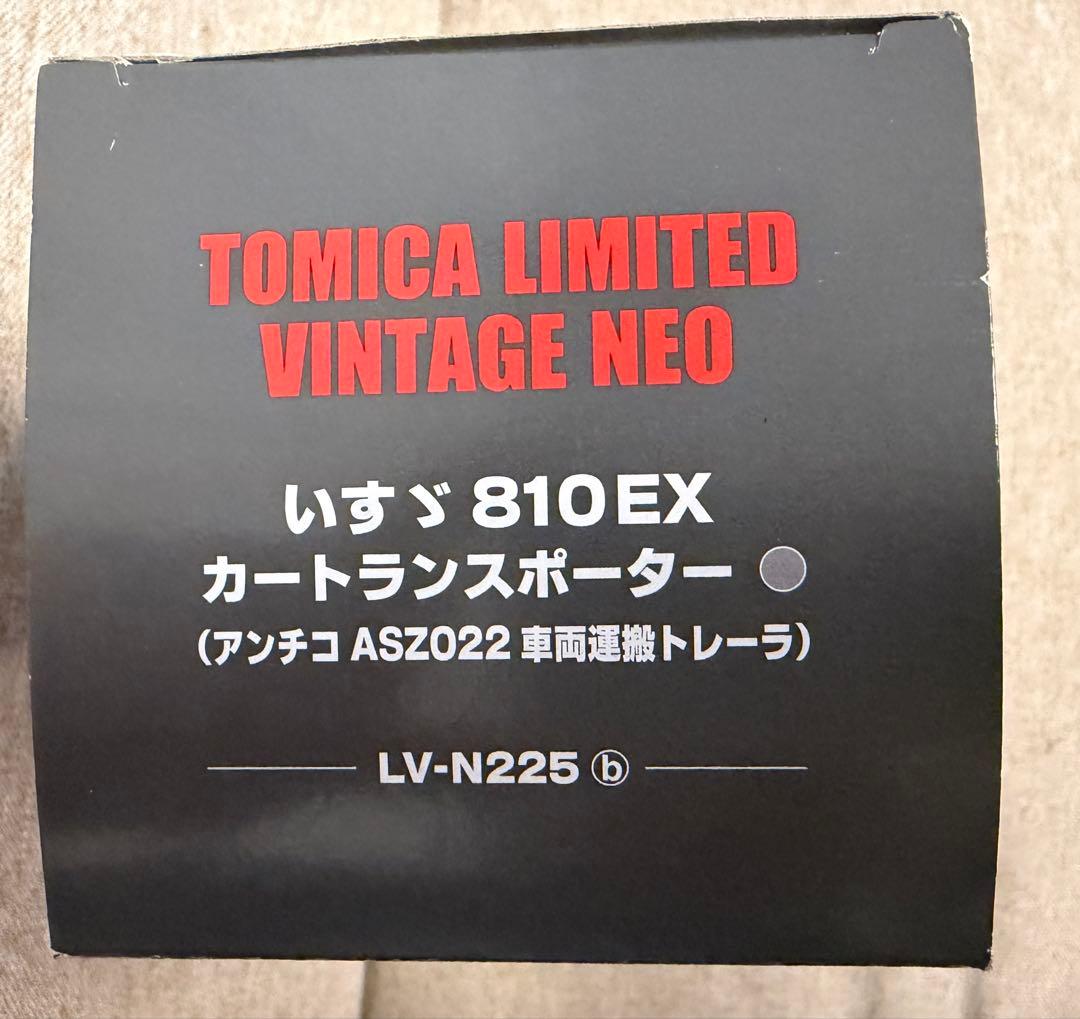 TOMICA LIMITED
VINTAGE NEO
いすゞ 810EX
カートランスポーター
（アンチコ ASZ022 車両運搬トレーラ）
LV-N225 ⓑ